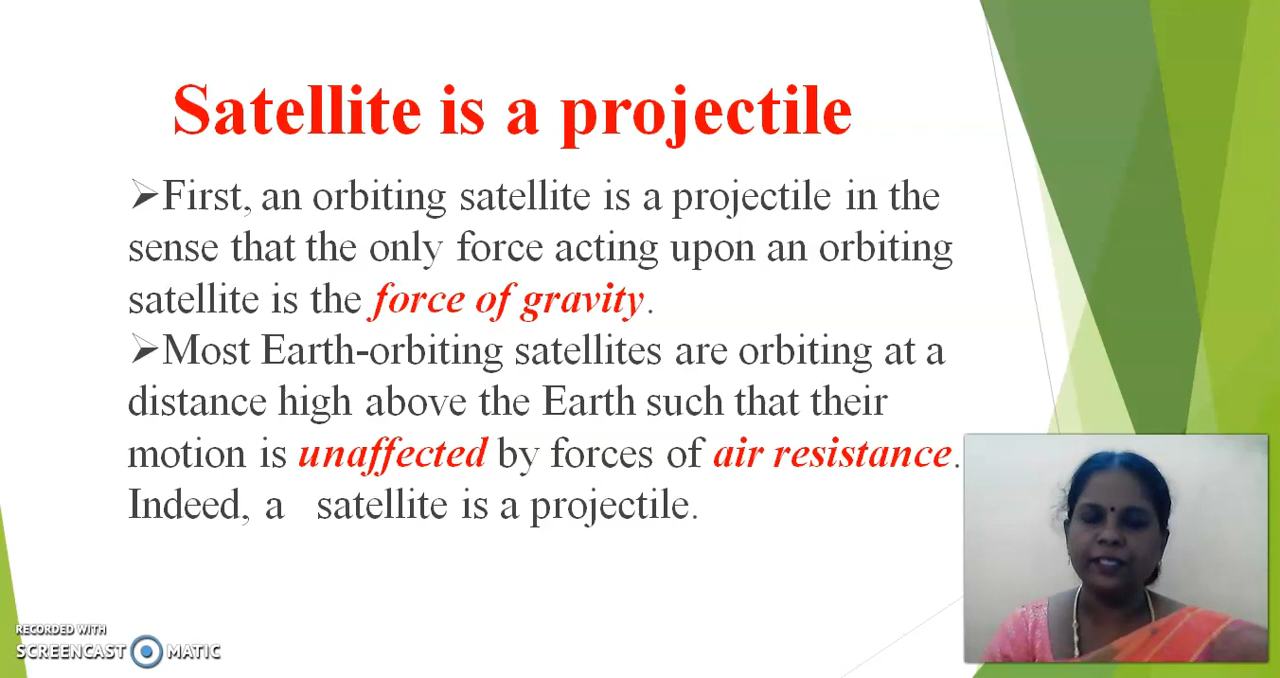 Satellite is a projectile
➢First, an orbiting satellite is a projectile in the
sense that the only force acting upon an orbiting
satellite is the force of gravity.
➢Most Earth-orbiting satellites are orbiting at a
distance high above the Earth such that their
motion is unaffected by forces of air resistance.
Indeed, a satellite is a projectile.
RECORDED WITH
SCREENCAST MATIC